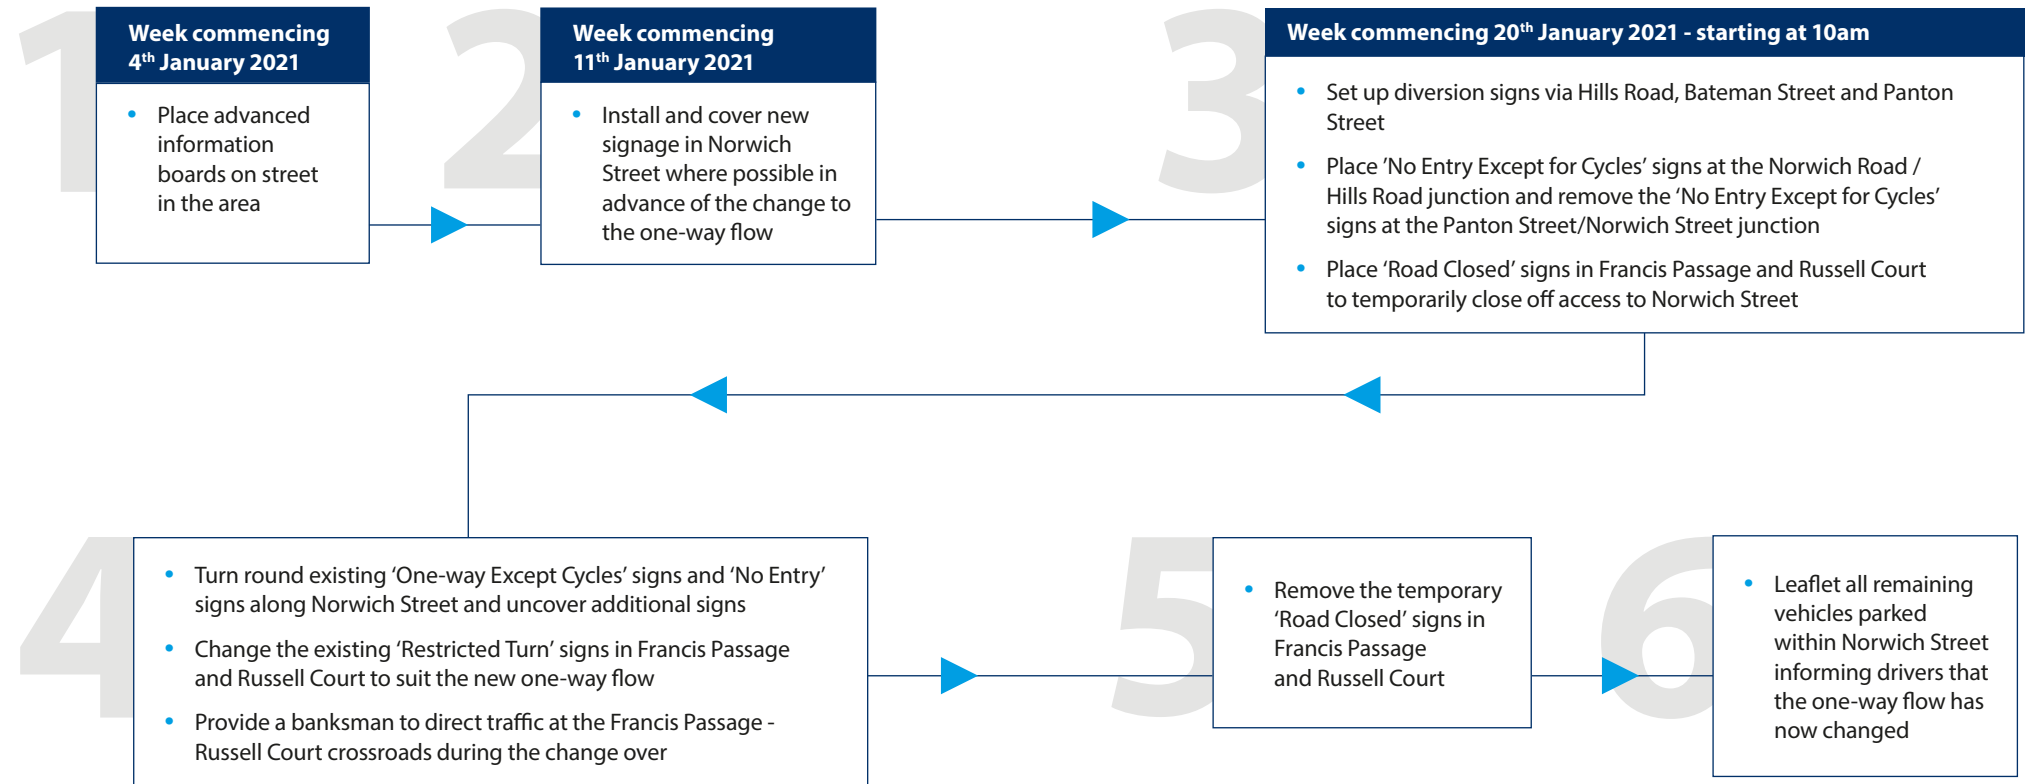 1
Week commencing
4th January 2021
• Place advanced
information
boards on street
in the area
2
Week commencing
11th January 2021
• Install and cover new
signage in Norwich
Street where possible in
advance of the change to
the one-way flow
3
Week commencing 20th January 2021 - starting at 10am
• Set up diversion signs via Hills Road, Bateman Street and Panton
Street
• Place ’No Entry Except for Cycles’ signs at the Norwich Road /
Hills Road junction and remove the ‘No Entry Except for Cycles’
signs at the Panton Street/Norwich Street junction
• Place ‘Road Closed’ signs in Francis Passage and Russell Court
to temporarily close off access to Norwich Street
4
• Turn round existing ‘One-way Except Cycles’ signs and ‘No Entry’
signs along Norwich Street and uncover additional signs
• Change the existing ‘Restricted Turn’ signs in Francis Passage
and Russell Court to suit the new one-way flow
• Provide a banksman to direct traffic at the Francis Passage -
Russell Court crossroads during the change over
5
• Remove the temporary
‘Road Closed’ signs in
Francis Passage
and Russell Court
6
• Leaflet all remaining
vehicles parked
within Norwich Street
informing drivers that
the one-way flow has
now changed